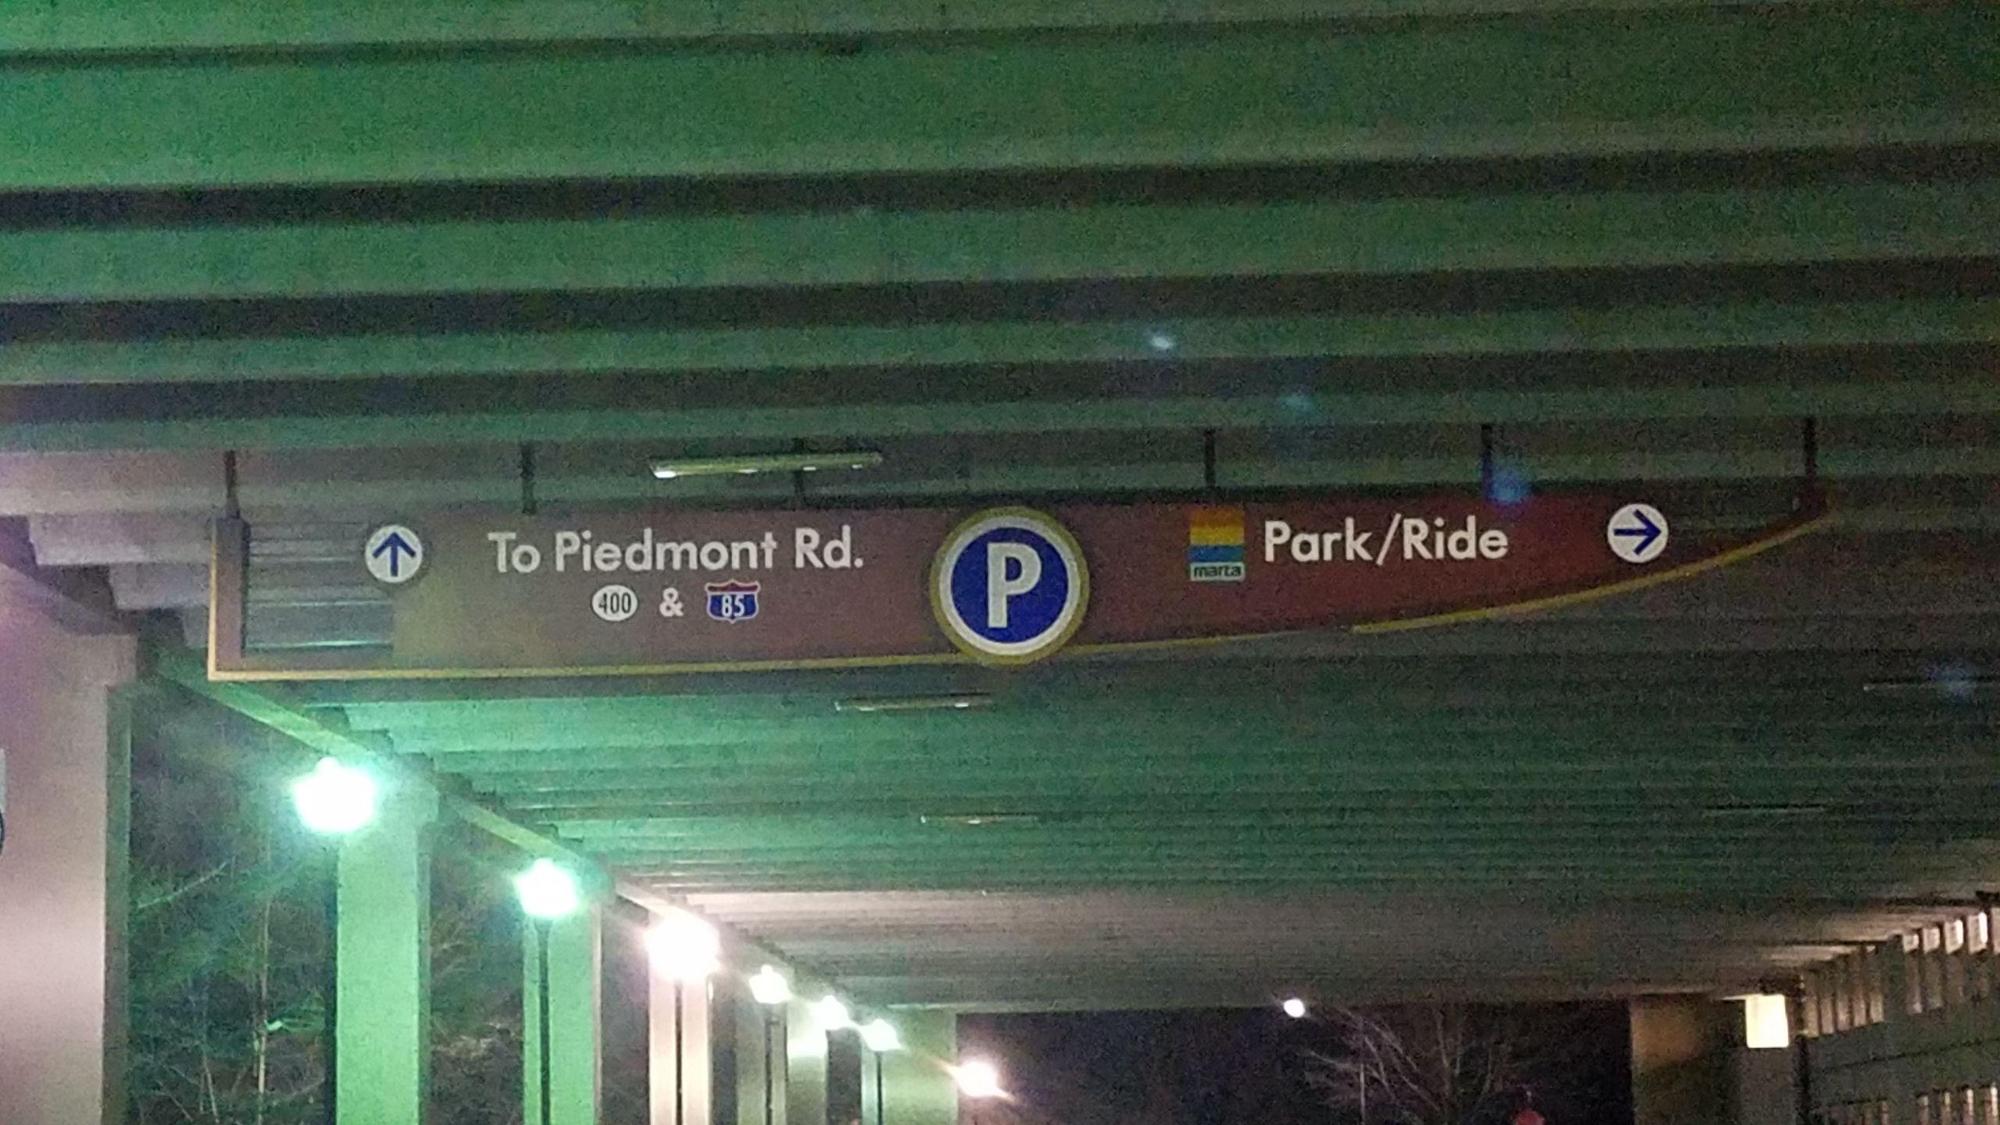 To Piedmont Rd.
400 & 85
P
marta
Park/Ride